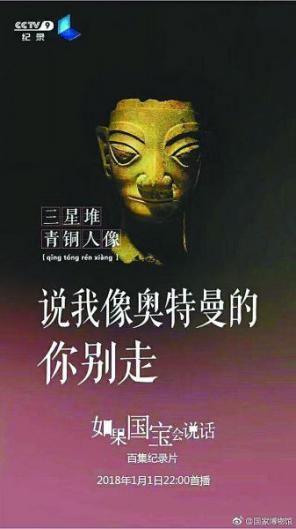 CCTV 9
纪录
三星堆
青铜人像
[qīng tóng rén xiàng]
说我像奥特曼的
你别走
如果国宝会说话
百集纪录片
2018年1月1日22:00首播
@国家博物馆